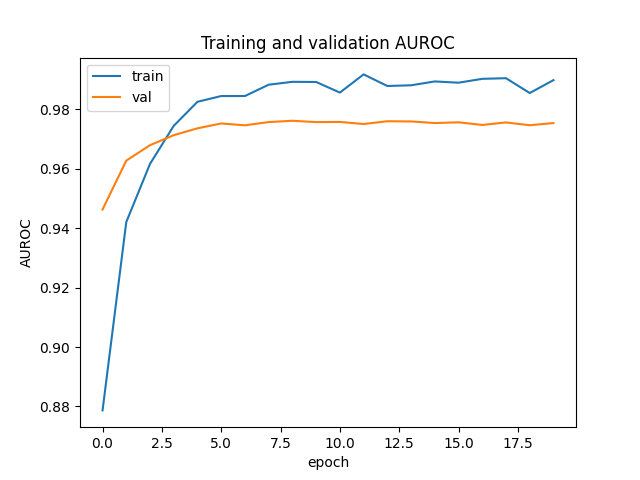 Training and validation AUROC
train
val
0.98
0.96
0.94
0.92
0.90
0.88
AUROC
0.0 2.5 5.0 7.5 10.0 12.5 15.0 17.5
epoch